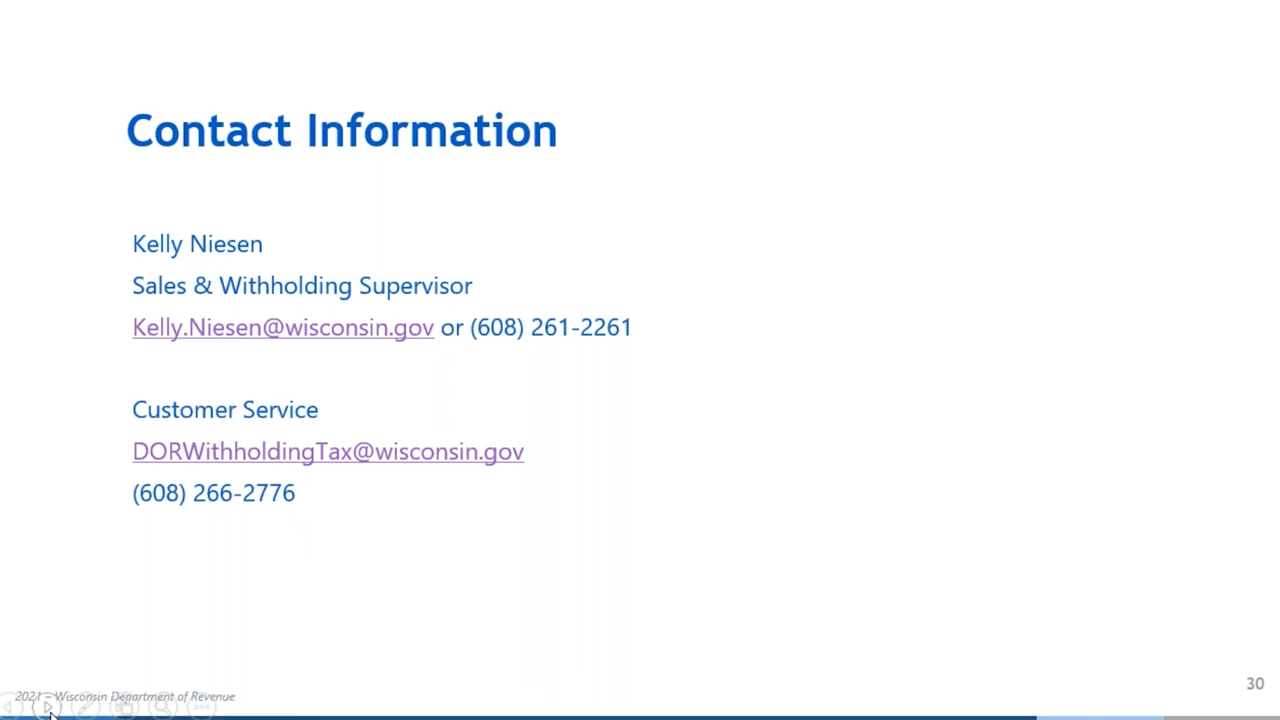 Contact Information
Kelly Niesen
Sales & Withholding Supervisor
Kelly.Niesen@wisconsin.gov or (608) 261-2261
Customer Service
DORWithholdingTax@wisconsin.gov
(608) 266-2776
2021 – Wisconsin Department of Revenue
30